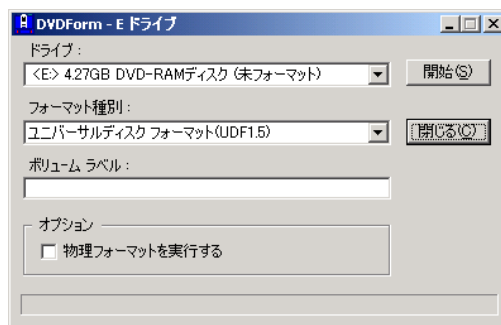 DVDForm - E ドライブ
ドライブ :
<E:> 4.27GB DVD-RAMディスク (未フォーマット)
開始(S)
フォーマット種別 :
ユニバーサルディスク フォーマット(UDF1.5)
閉じる(C)
ボリューム ラベル :
オプション
物理フォーマットを実行する